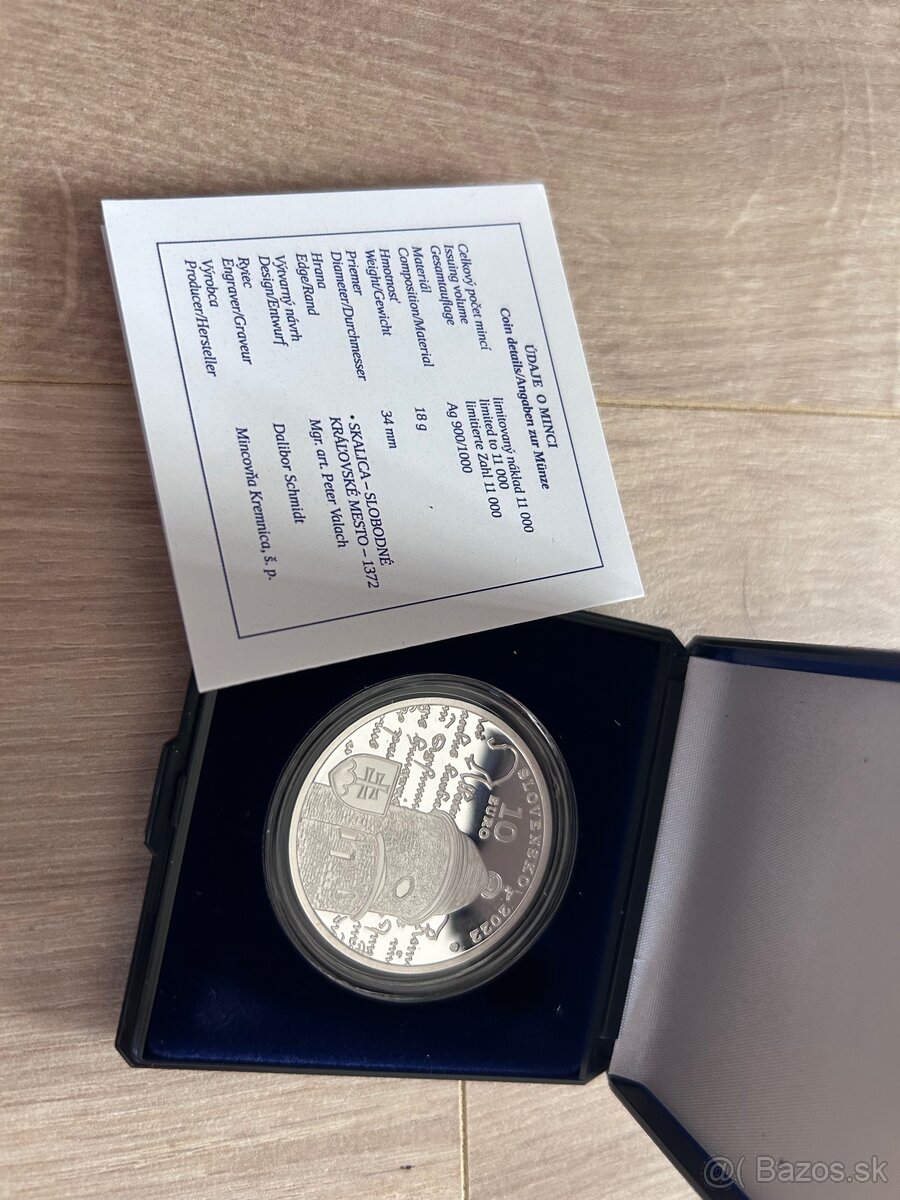 ÚDAJE O MINCI
Coin details/Angaben zur Münze
Celkový počet mincí
Issuing volume
Gesamtauflage
limitovaný náklad 11 000
limited to 11 000
limitierte Zahl 11 000
Materiál
Composition/Material
Ag 900/1000
Hmotnosť
Weight/Gewicht
18 g
Priemer
Diameter/Durchmesser
34 mm
Hrana
Edge/Rand
• SKALICA – SLOBODNÉ
KRÁĽOVSKÉ MESTO – 1372
Výtvarný návrh
Design/Entwurf
Mgr. art. Peter Valach
Rytec
Engraver/Graveur
Dalibor Schmidt
Výrobca
Producer/Hersteller
Mincovňa Kremnica, š. p.
SLOVENSKO
2022
10
EURO
@( Bazos.sk